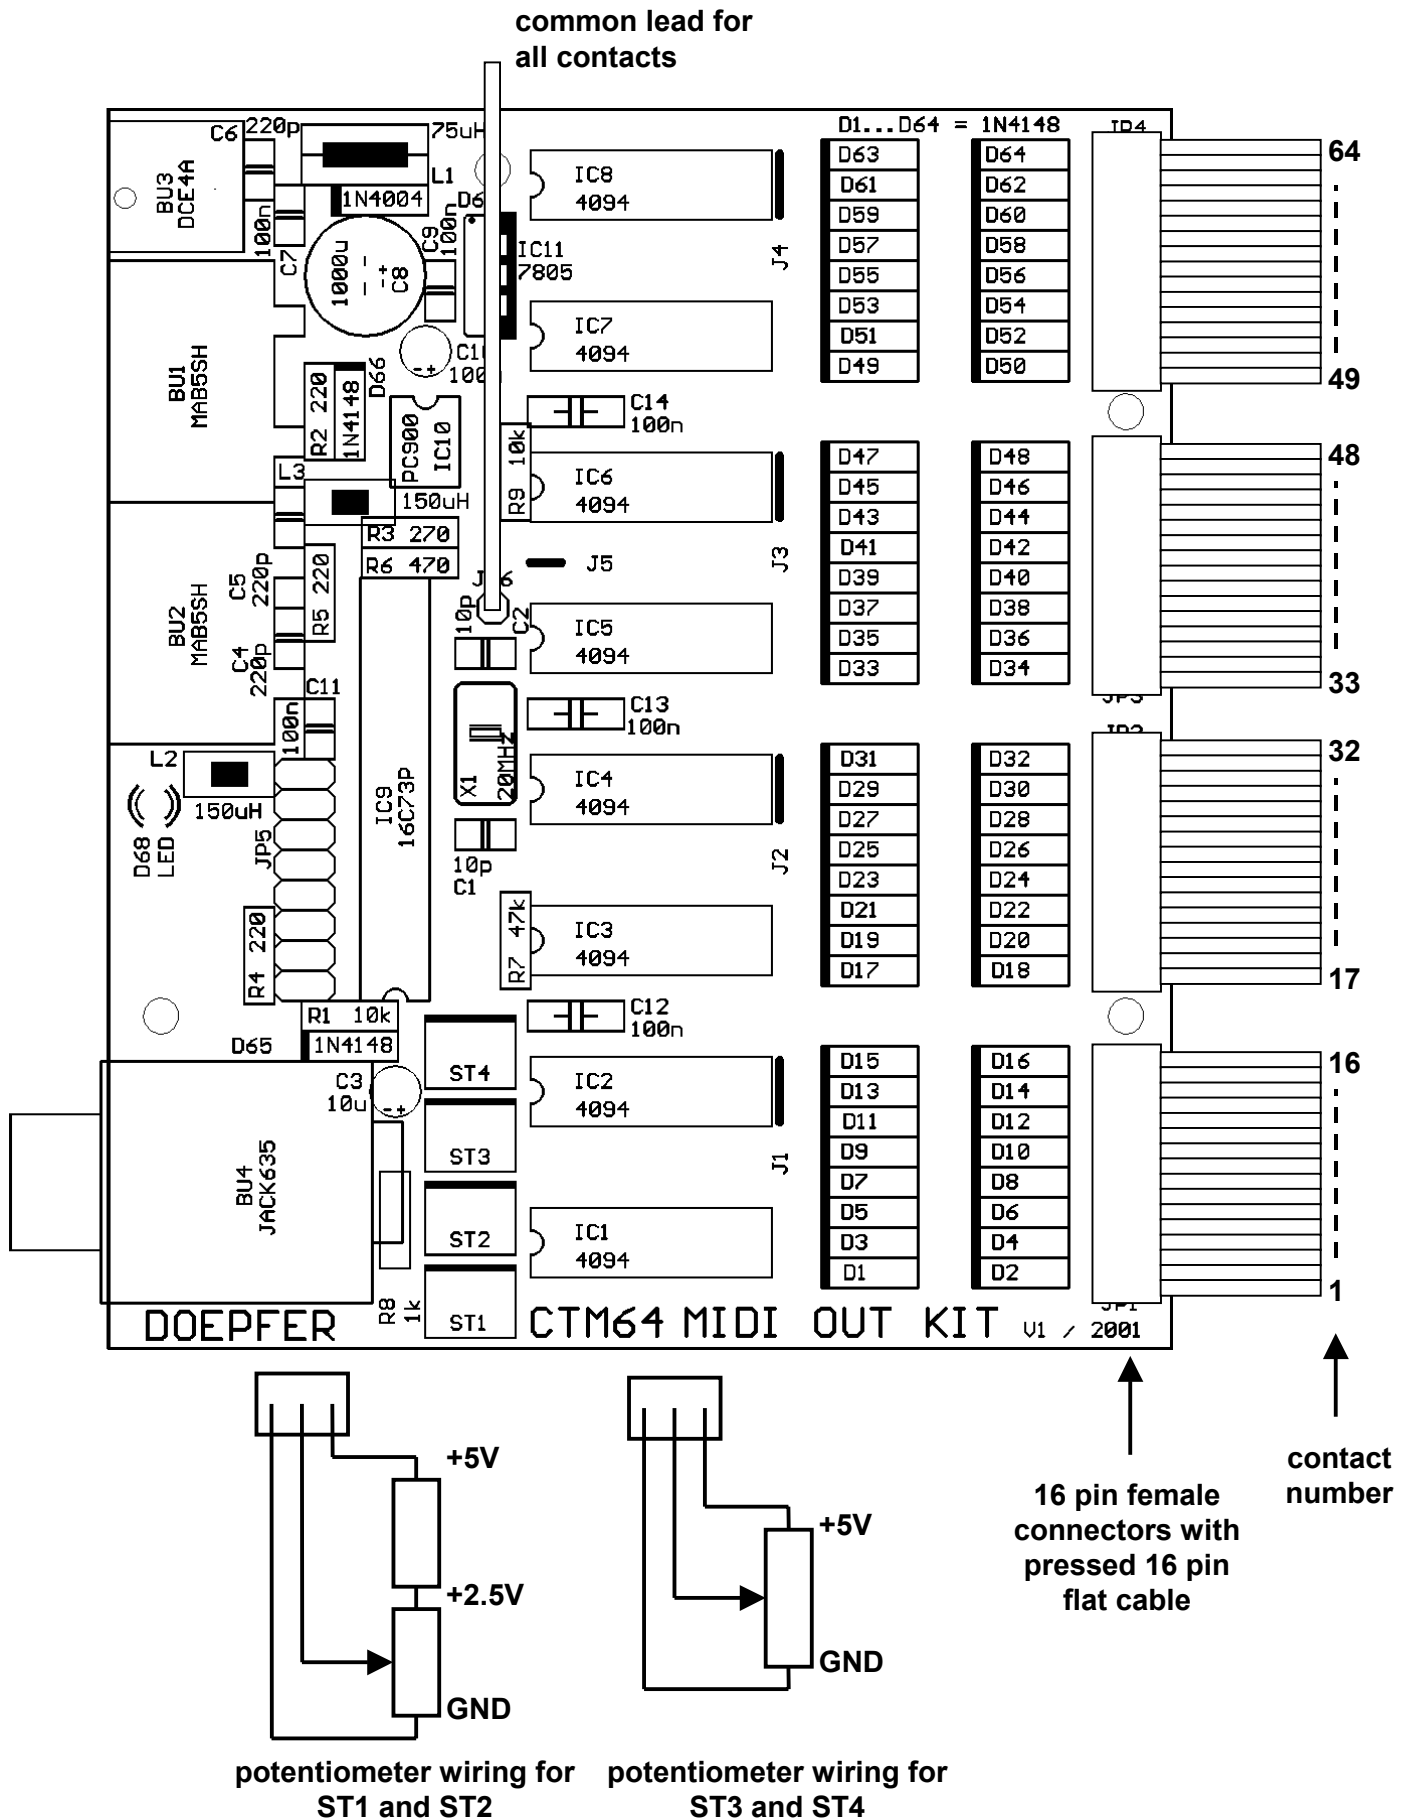 common lead for
all contacts
C6 220p
75uH
L1
BU3
DCE4A
100n
C7
1N4004
D6
C9
100n
1000u
-+
C8
IC11
7805
IC8
4094
J4
D1...D64 = 1N4148
JP4
D63 D64
D61 D62
D59 D60
D57 D58
D55 D56
D53 D54
D51 D52
D49 D50
64
49
BU1
MAB5SH
R2 220
1N4148
D66
C10
-+
100
IC7
4094
PC900
IC10
C14
100n
R9 10k
L3
150uH
R3 270
R6 470
IC6
4094
J3
J5
D47 D48
D45 D46
D43 D44
D41 D42
D39 D40
D37 D38
D35 D36
D33 D34
48
33
JP3
BU2
MAB5SH
C5
220p
R5 220
C4
220p
10p
C2
IC5
4094
C11
100n
C13
100n
L2
150uH
D68
LED
JP5
IC9
16C73P
X1
20MHz
10p
C1
IC4
4094
J2
JP2
D31 D32
D29 D30
D27 D28
D25 D26
D23 D24
D21 D22
D19 D20
D17 D18
32
17
R4 220
R7 47k
IC3
4094
R1 10k
D65 1N4148
C12
100n
C3
10u
-+
BU4
JACK635
R8
1k
ST4
ST3
ST2
ST1
IC2
4094
J1
IC1
4094
D15 D16
D13 D14
D11 D12
D9 D10
D7 D8
D5 D6
D3 D4
D1 D2
16
1
JP1
DOEPFER CTM64 MIDI OUT KIT V1 / 2001
+5V
+2.5V
GND
potentiometer wiring for
ST1 and ST2
+5V
GND
potentiometer wiring for
ST3 and ST4
16 pin female
connectors with
pressed 16 pin
flat cable
contact
number